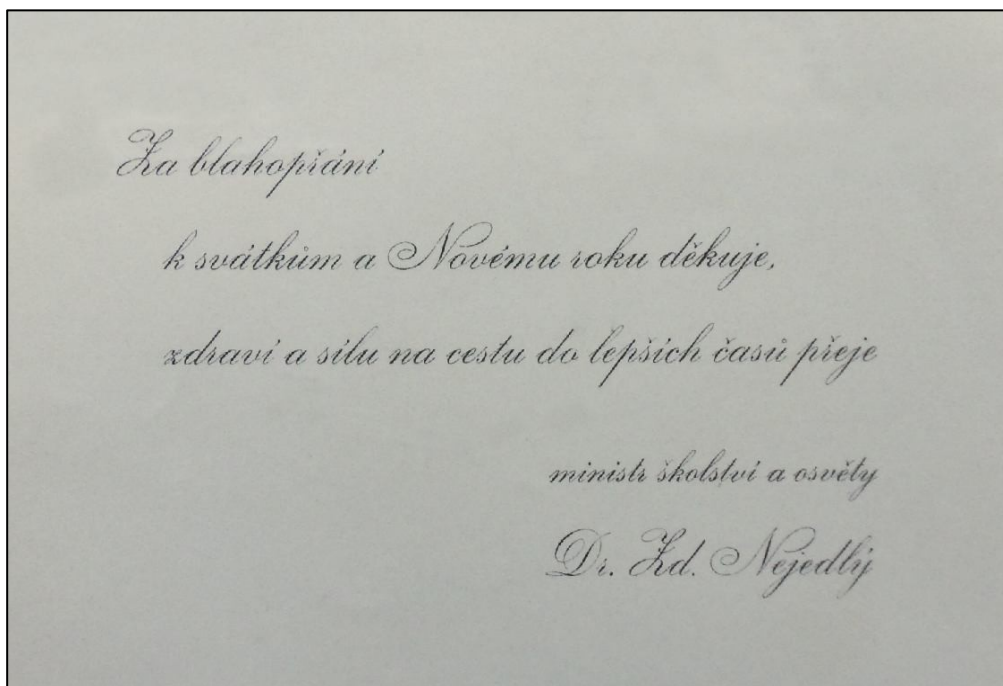 Za blahopřání
k svátkům a Novému roku děkuje,
zdraví a sílu na cestu do lepších časů přeje
ministr školství a osvěty
Dr. Zd. Nejedlý